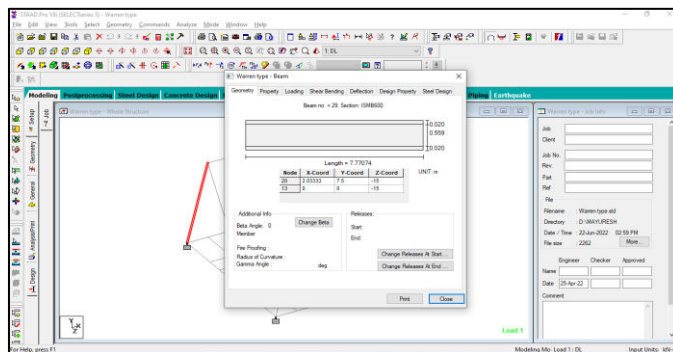 STAAD.Pro V8i (SELECTseries 5) - Warren type
File Edit View Tools Select Geometry Commands Analyze Mode Window Help
1: DL
Modeling Postprocessing Steel Design Concrete Design Piping Earthquake
Warren type - Whole Structure
Setup
Job
Geometry
General
Analysis/Print
Design
Warren type - Beam
Geometry Property Loading Shear Bending Deflection Design Property Steel Design
Beam no. = 29. Section: ISMB600
0.020
0.559
0.020
Length = 7.77074
UNIT: m
Node X-Coord Y-Coord Z-Coord
20 2.03333 7.5 -15
13 0 -15
Additional Info
Beta Angle: 0
Change Beta
Member
Fire Proofing :
Radius of Curvature :
Gamma Angle : deg
Releases:
Start:
End:
Change Releases At Start ...
Change Releases At End ...
Print Close
Load 1
Warren type - Job Info
Job
Client
Job No.
Rev.
Part
Ref
File
Filename Warren type.std
Directory D:\MAYURESH
Date / Time 22-Jun-2022 02:59 PM
File size 2262
More...
Engineer Checker Approved
Name
Date 25-Apr-22
Comment
For Help, press F1
Modeling Mo Load 1 : DL Input Units: kN-